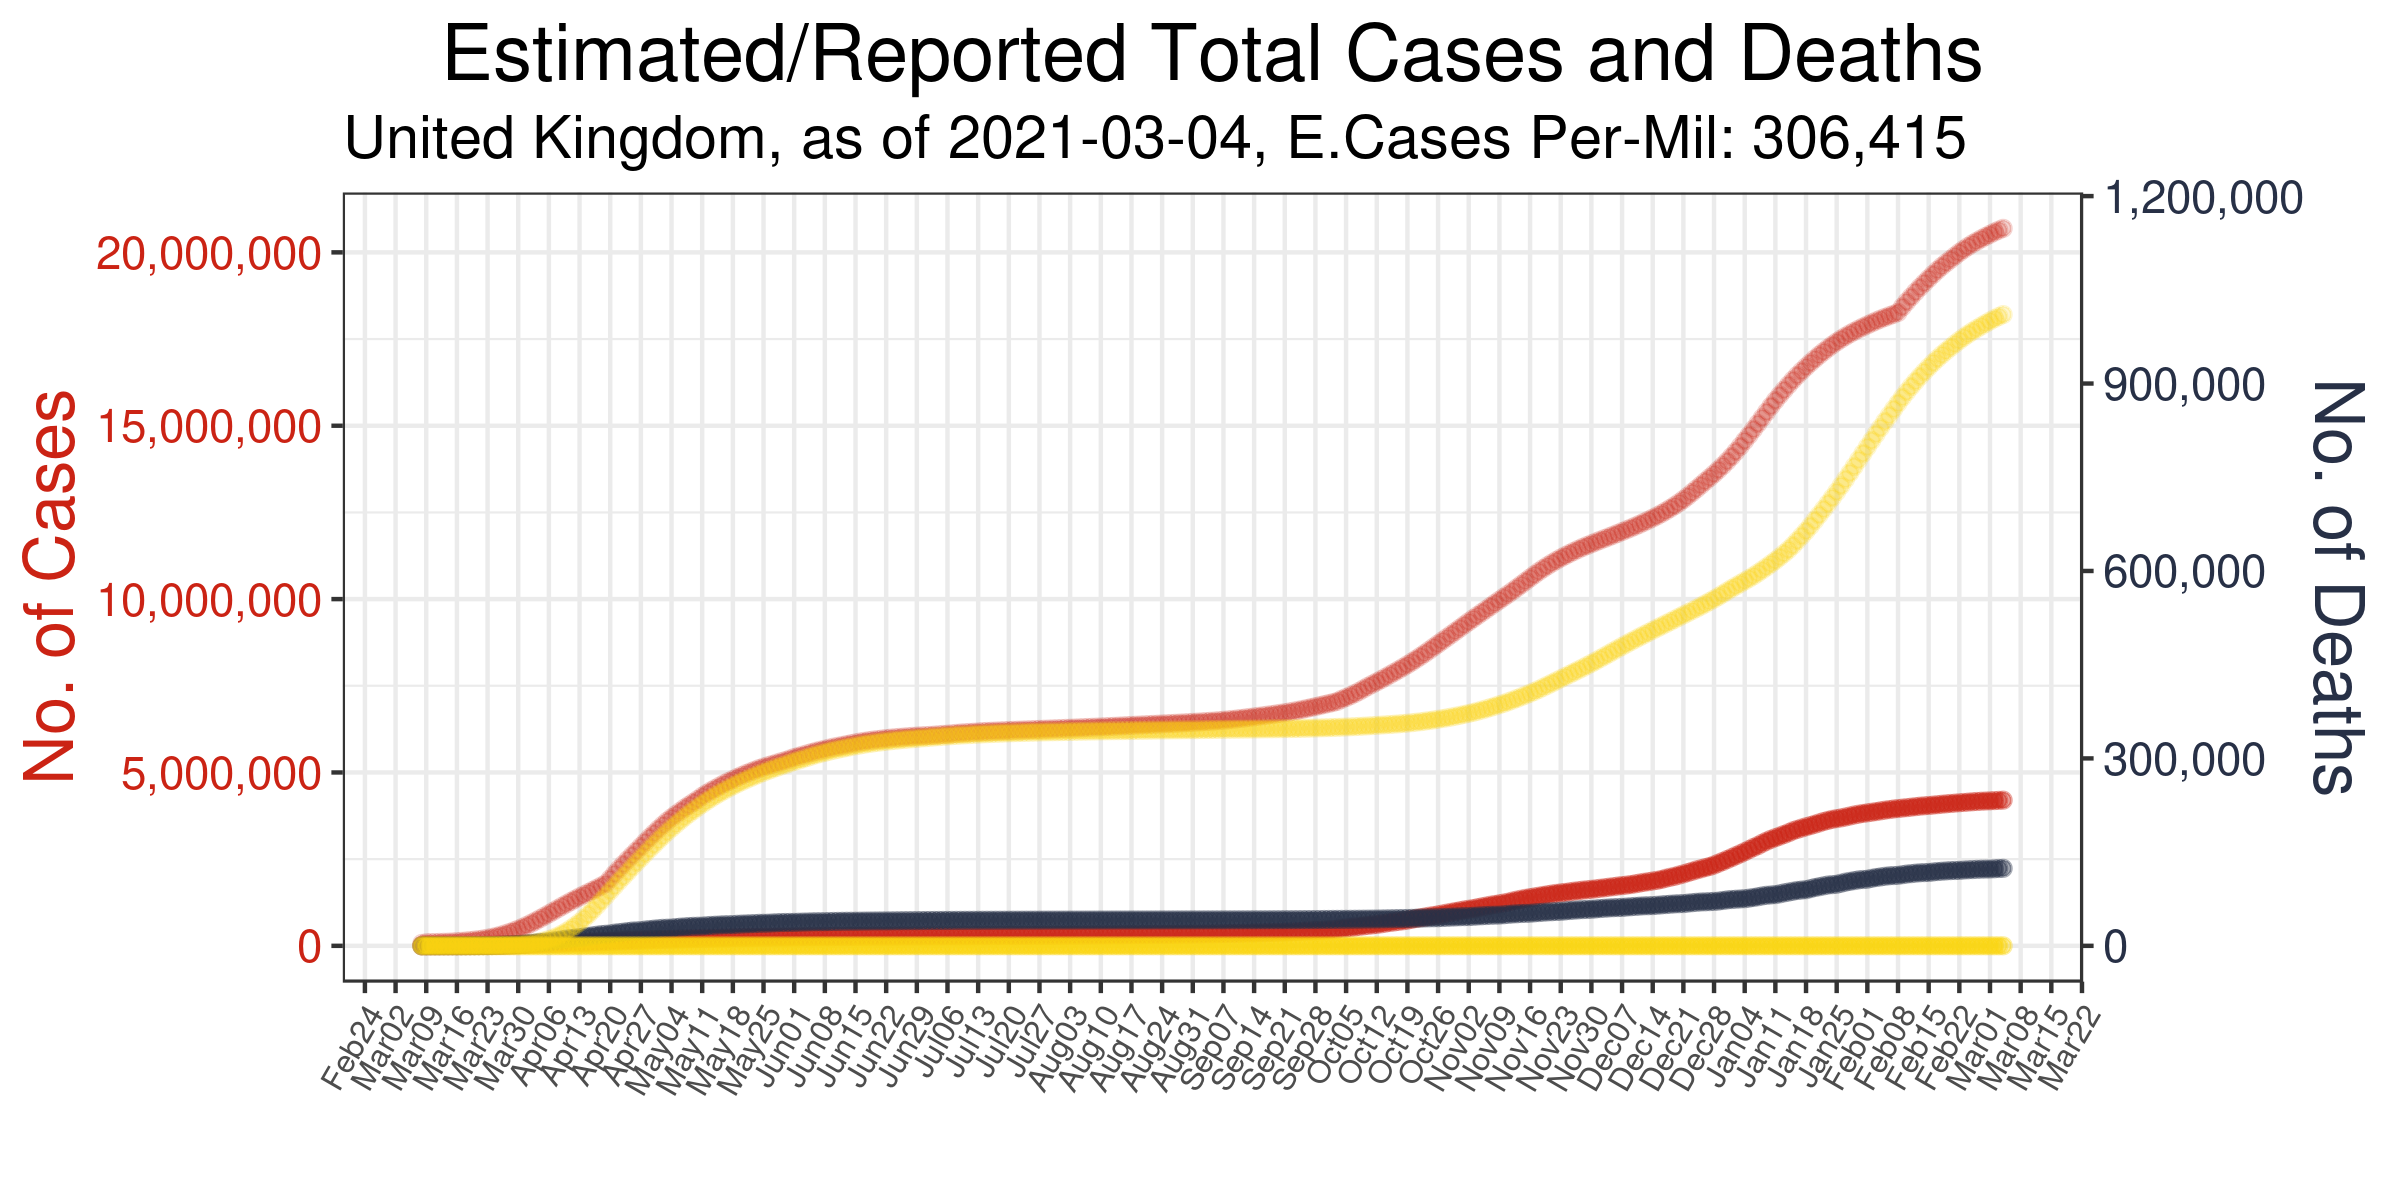 Estimated/Reported Total Cases and Deaths
United Kingdom, as of 2021-03-04, E.Cases Per-Mil: 306,415
No. of Cases
20,000,000
15,000,000
10,000,000
5,000,000
0
1,200,000
900,000
600,000
300,000
0
No. of Deaths
Feb24
Mar02
Mar09
Mar16
Mar23
Mar30
Apr06
Apr13
Apr20
Apr27
May04
May11
May18
May25
Jun01
Jun08
Jun15
Jun22
Jun29
Jul06
Jul13
Jul20
Jul27
Aug03
Aug10
Aug17
Aug24
Aug31
Sep07
Sep14
Sep21
Sep28
Oct05
Oct12
Oct19
Oct26
Nov02
Nov09
Nov16
Nov23
Nov30
Dec07
Dec14
Dec21
Dec28
Jan04
Jan11
Jan18
Jan25
Feb01
Feb08
Feb15
Feb22
Mar01
Mar08
Mar15
Mar22